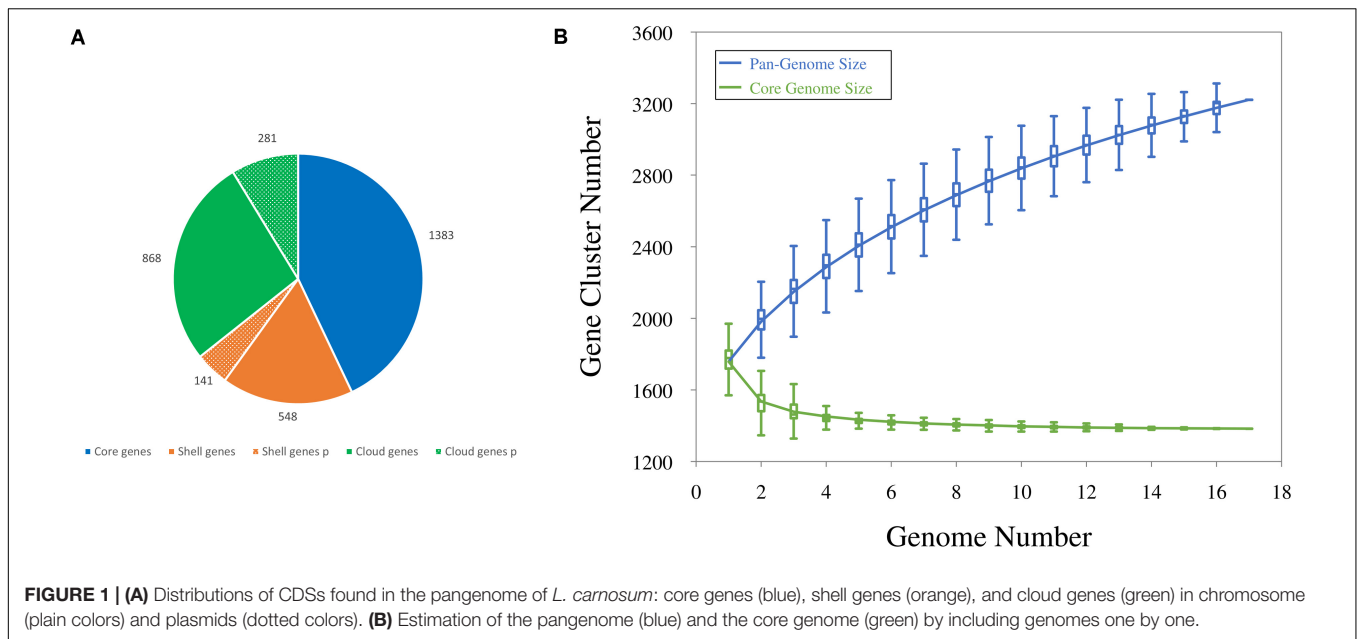 A
281
1383
868
141
548
Core genes Shell genes Shell genes p Cloud genes Cloud genes p
B
Gene Cluster Number
3600
3200
2800
2400
2000
1600
1200
Pan-Genome Size
Core Genome Size
0 2 4 6 8 10 12 14 16 18
Genome Number
FIGURE 1 | (A) Distributions of CDSs found in the pangenome of L. carnosum: core genes (blue), shell genes (orange), and cloud genes (green) in chromosome
(plain colors) and plasmids (dotted colors). (B) Estimation of the pangenome (blue) and the core genome (green) by including genomes one by one.